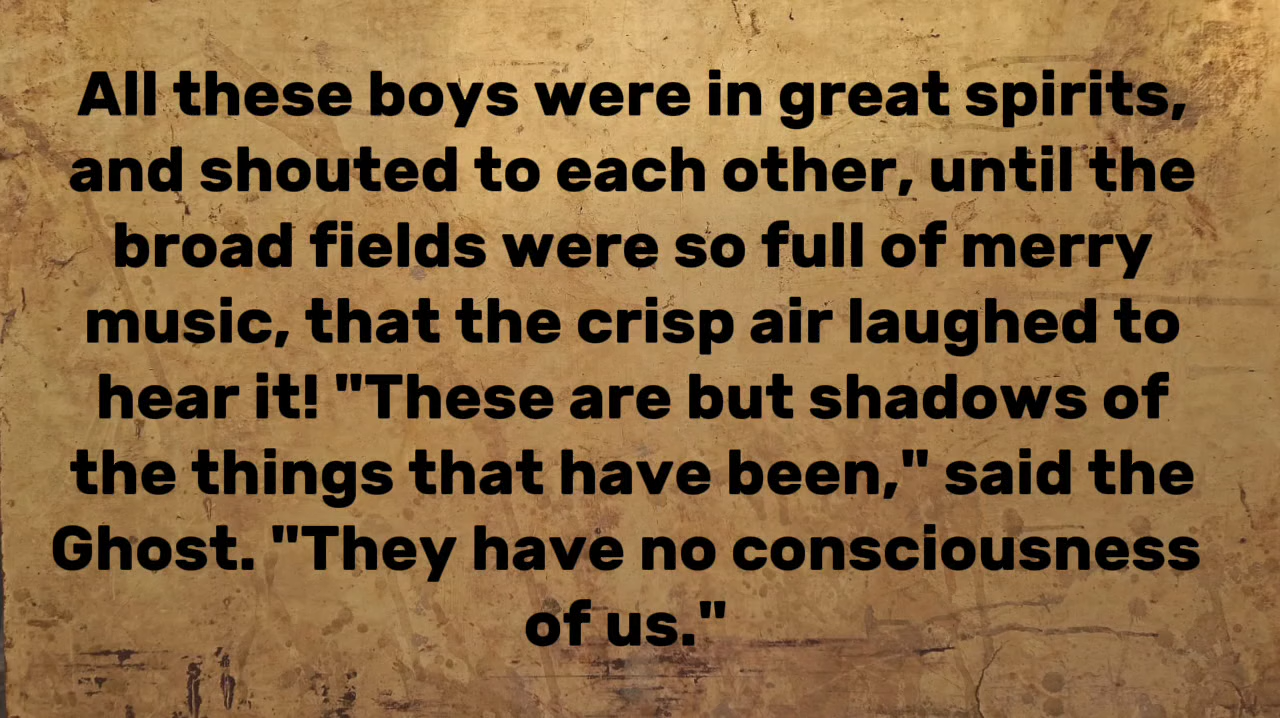 All these boys were in great spirits,
and shouted to each other, until the
broad fields were so full of merry
music, that the crisp air laughed to
hear it! "These are but shadows of
the things that have been," said the
Ghost. "They have no consciousness
of us."